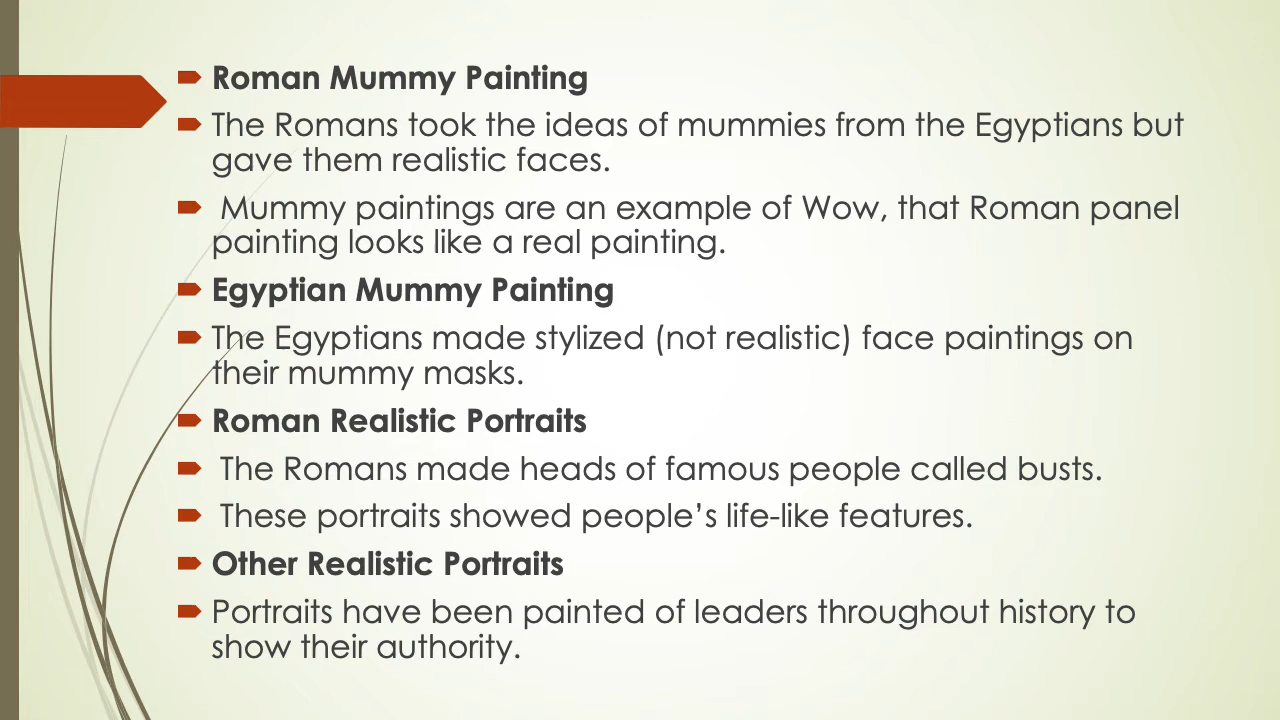 Roman Mummy Painting
The Romans took the ideas of mummies from the Egyptians but
gave them realistic faces.
Mummy paintings are an example of Wow, that Roman panel
painting looks like a real painting.
Egyptian Mummy Painting
The Egyptians made stylized (not realistic) face paintings on
their mummy masks.
Roman Realistic Portraits
The Romans made heads of famous people called busts.
These portraits showed people’s life-like features.
Other Realistic Portraits
Portraits have been painted of leaders throughout history to
show their authority.